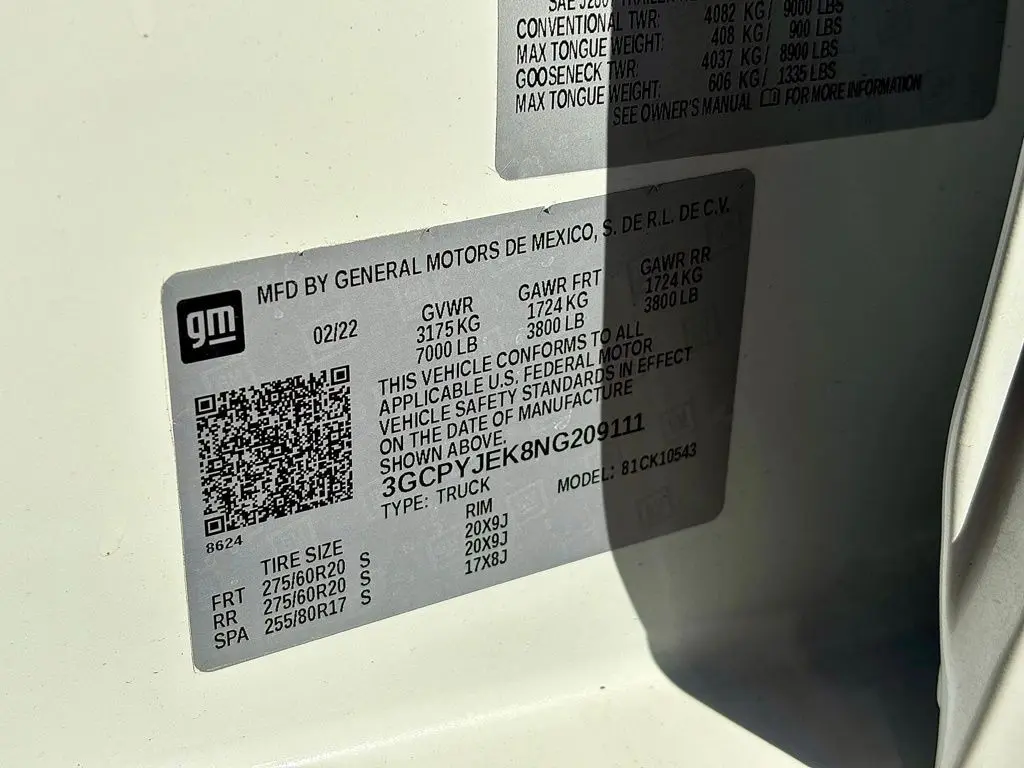 SAE J2807 TRAILER
CONVENTIONAL TWR: 4082 KG/ 9000 LBS
MAX TONGUE WEIGHT: 408 KG/ 900 LBS
GOOSENECK TWR: 4037 KG/ 8900 LBS
MAX TONGUE WEIGHT: 606 KG/ 1335 LBS
SEE OWNER'S MANUAL FOR MORE INFORMATION
MFD BY GENERAL MOTORS DE MEXICO, S. DE R.L. DE C.V.
gm
02/22 GVWR GAWR FRT GAWR RR
3175 KG 1724 KG 1724 KG
7000 LB 3800 LB 3800 LB
THIS VEHICLE CONFORMS TO ALL
APPLICABLE U.S. FEDERAL MOTOR
VEHICLE SAFETY STANDARDS IN EFFECT
ON THE DATE OF MANUFACTURE
SHOWN ABOVE.
3GCPYJEK8NG209111
TYPE: TRUCK MODEL: 81CK10543
8624
TIRE SIZE RIM
FRT 275/60R20 S 20X9J
RR 275/60R20 S 20X9J
SPA 255/80R17 S 17X8J